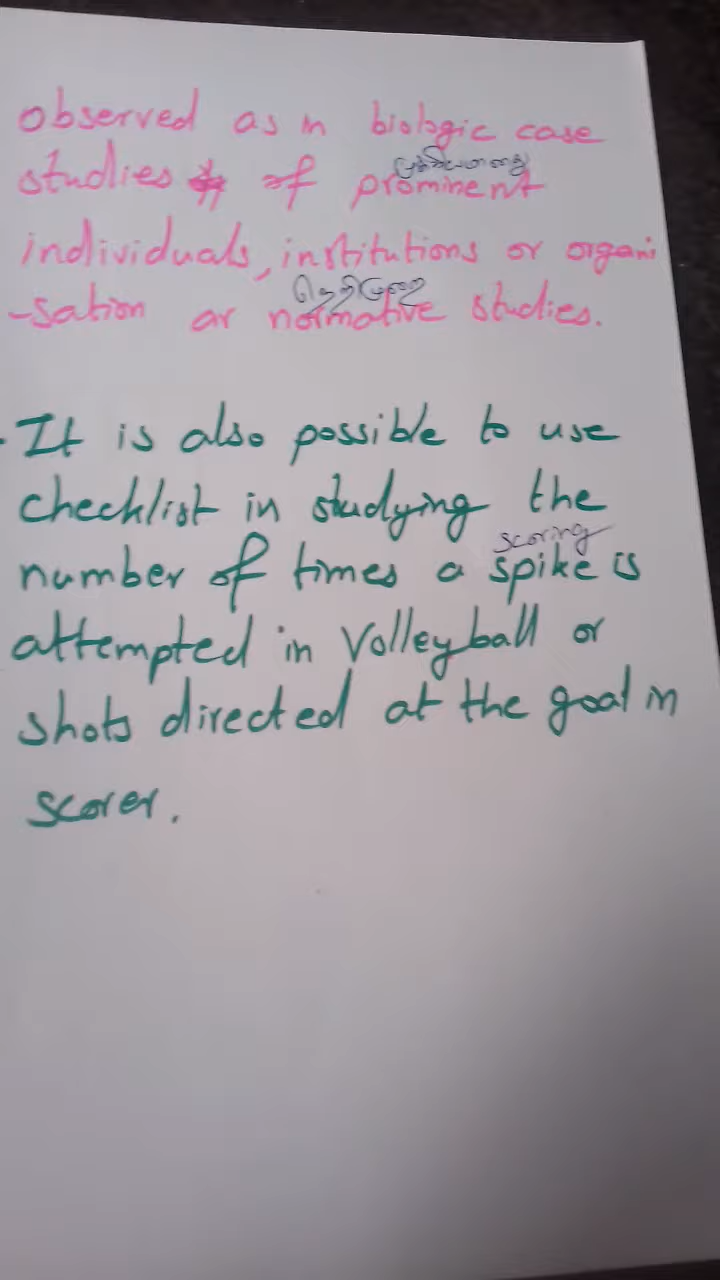 observed as in biologic case
studies of prominent
individuals, institutions or organi
-sation or normative studies.
. It is also possible to use
checklist in studying the
number of times a spike is
scoring
attempted in Volleyball or
shots directed at the goal in
scorer.